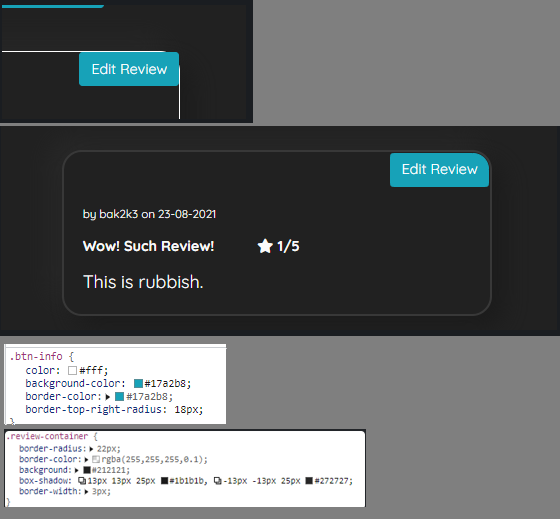 Edit Review
Edit Review
by bak2k3 on 23-08-2021
Wow! Such Review! 1/5
This is rubbish.
.btn-info {
color: #fff;
background-color: #17a2b8;
border-color: #17a2b8;
border-top-right-radius: 18px;
}
.review-container {
border-radius: 22px;
border-color: rgba(255,255,255,0.1);
background: #212121;
box-shadow: 13px 13px 25px #1b1b1b, -13px -13px 25px #272727;
border-width: 3px;
}